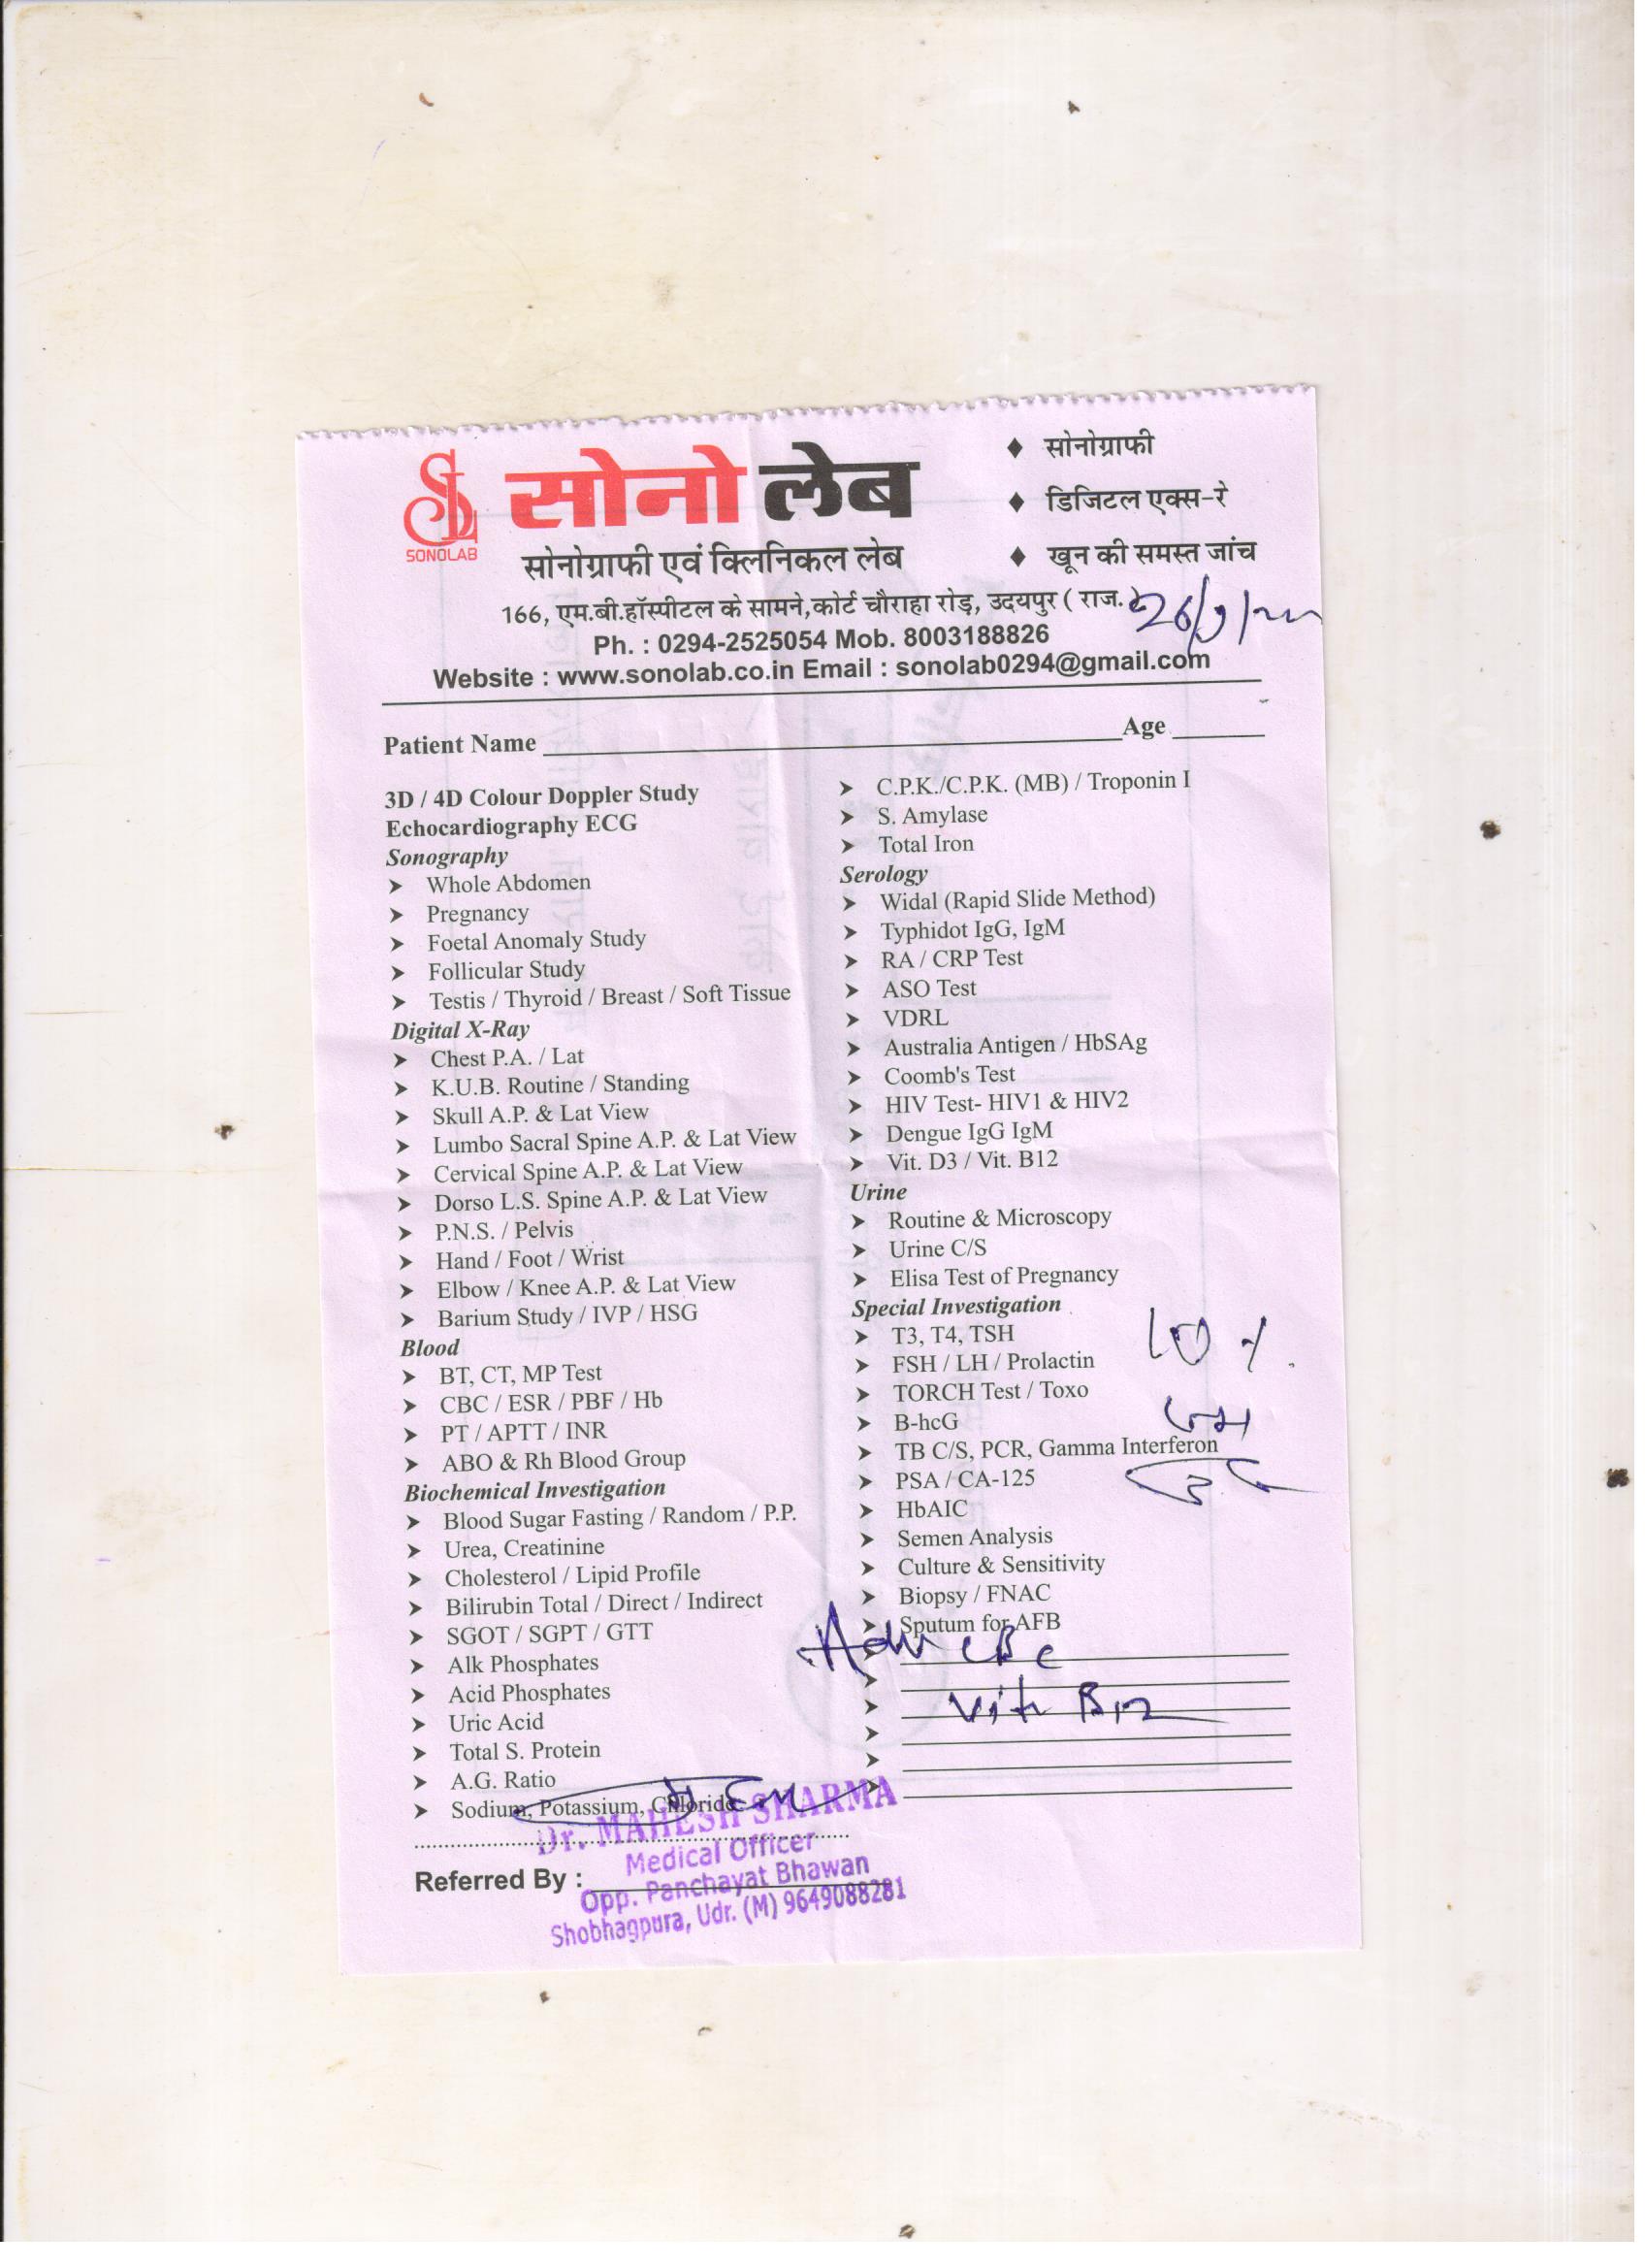 SONOLAB
सोनो लेब
सोनोग्राफी एवं क्लिनिकल लेब
♦ सोनोग्राफी
♦ डिजिटल एक्स-रे
♦ खून की समस्त जांच
166, एम.बी.हॉस्पीटल के सामने,कोर्ट चौराहा रोड़, उदयपुर ( राज. )
Ph. : 0294-2525054 Mob. 8003188826
Website : www.sonolab.co.in Email : sonolab0294@gmail.com
Patient Name Age
3D / 4D Colour Doppler Study
Echocardiography ECG
Sonography
➤ Whole Abdomen
➤ Pregnancy
➤ Foetal Anomaly Study
➤ Follicular Study
➤ Testis / Thyroid / Breast / Soft Tissue
Digital X-Ray
➤ Chest P.A. / Lat
➤ K.U.B. Routine / Standing
➤ Skull A.P. & Lat View
➤ Lumbo Sacral Spine A.P. & Lat View
➤ Cervical Spine A.P. & Lat View
➤ Dorso L.S. Spine A.P. & Lat View
➤ P.N.S. / Pelvis
➤ Hand / Foot / Wrist
➤ Elbow / Knee A.P. & Lat View
➤ Barium Study / IVP / HSG
Blood
➤ BT, CT, MP Test
➤ CBC / ESR / PBF / Hb
➤ PT / APTT / INR
➤ ABO & Rh Blood Group
Biochemical Investigation
➤ Blood Sugar Fasting / Random / P.P.
➤ Urea, Creatinine
➤ Cholesterol / Lipid Profile
➤ Bilirubin Total / Direct / Indirect
➤ SGOT / SGPT / GTT
➤ Alk Phosphates
➤ Acid Phosphates
➤ Uric Acid
➤ Total S. Protein
➤ A.G. Ratio
➤ Sodium, Potassium, Chloride
➤ C.P.K./C.P.K. (MB) / Troponin I
➤ S. Amylase
➤ Total Iron
Serology
➤ Widal (Rapid Slide Method)
➤ Typhidot IgG, IgM
➤ RA / CRP Test
➤ ASO Test
➤ VDRL
➤ Australia Antigen / HbSAg
➤ Coomb's Test
➤ HIV Test- HIV1 & HIV2
➤ Dengue IgG IgM
➤ Vit. D3 / Vit. B12
Urine
➤ Routine & Microscopy
➤ Urine C/S
➤ Elisa Test of Pregnancy
Special Investigation
➤ T3, T4, TSH
➤ FSH / LH / Prolactin
➤ TORCH Test / Toxo
➤ B-hcG
➤ TB C/S, PCR, Gamma Interferon
➤ PSA / CA-125
➤ HbAIC
➤ Semen Analysis
➤ Culture & Sensitivity
➤ Biopsy / FNAC
➤ Sputum for AFB
Adv CBC
Vit B12
Referred By :
Dr. MAHESH SHARMA
Medical Officer
Opp. Panchayat Bhawan
Shobhagpura, Udr. (M) 9649088281